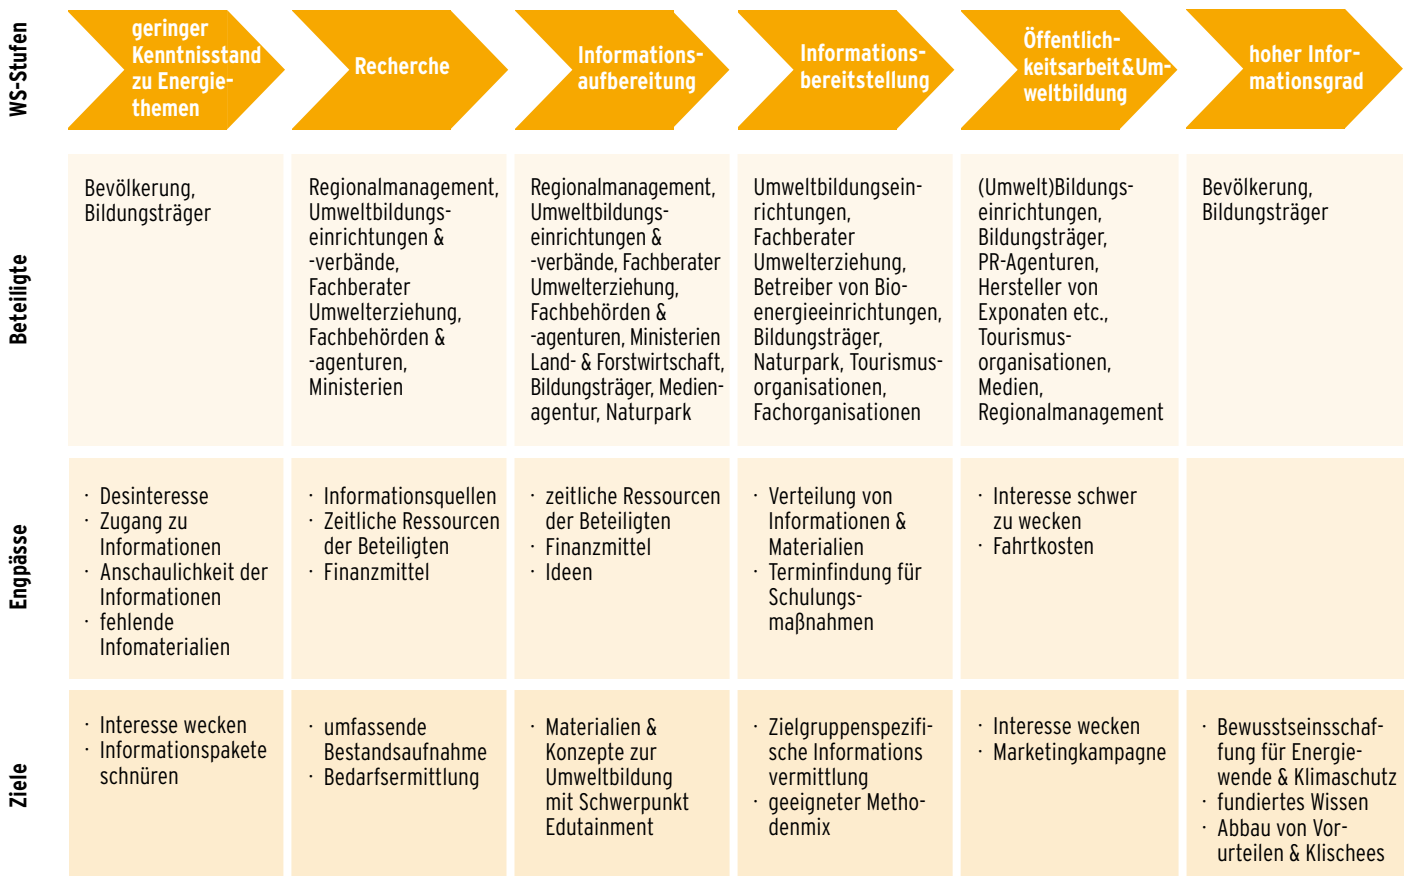 WS-Stufen
geringer
Kenntnisstand
zu Energie-
themen
Recherche
Informations-
aufbereitung
Informations-
bereitstellung
Öffentlich-
keitsarbeit & Um-
weltbildung
hoher Infor-
mationsgrad
Beteiligte
Bevölkerung,
Bildungsträger
Regionalmanagement,
Umweltbildungs-
einrichtungen &
-verbände,
Fachberater
Umwelterziehung,
Fachbehörden &
-agenturen,
Ministerien
Regionalmanagement,
Umweltbildungs-
einrichtungen &
-verbände, Fachberater
Umwelterziehung,
Fachbehörden &
-agenturen, Ministerien
Land- & Forstwirtschaft,
Bildungsträger, Medien-
agentur, Naturpark
Umweltbildungsein-
richtungen,
Fachberater
Umwelterziehung,
Betreiber von Bio-
energieeinrichtungen,
Bildungsträger,
Naturpark, Tourismus-
organisationen,
Fachorganisationen
(Umwelt)Bildungs-
einrichtungen,
Bildungsträger,
PR-Agenturen,
Hersteller von
Exponaten etc.,
Tourismus-
organisationen,
Medien,
Regionalmanagement
Bevölkerung,
Bildungsträger
Engpässe
· Desinteresse
· Zugang zu
Informationen
· Anschaulichkeit der
Informationen
· fehlende
Infomaterialien
· Informationsquellen
· Zeitliche Ressourcen
der Beteiligten
· Finanzmittel
· zeitliche Ressourcen
der Beteiligten
· Finanzmittel
· Ideen
· Verteilung von
Informationen &
Materialien
· Terminfindung für
Schulungs-
maßnahmen
· Interesse schwer
zu wecken
· Fahrtkosten
Ziele
· Interesse wecken
· Informationspakete
schnüren
· umfassende
Bestandsaufnahme
· Bedarfsermittlung
· Materialien &
Konzepte zur
Umweltbildung
mit Schwerpunkt
Edutainment
· Zielgruppenspezifi-
sche Informations
vermittlung
· geeigneter Metho-
denmix
· Interesse wecken
· Marketingkampagne
· Bewusstseinsschaf-
fung für Energie-
wende & Klimaschutz
· fundiertes Wissen
· Abbau von Vor-
urteilen & Klischees